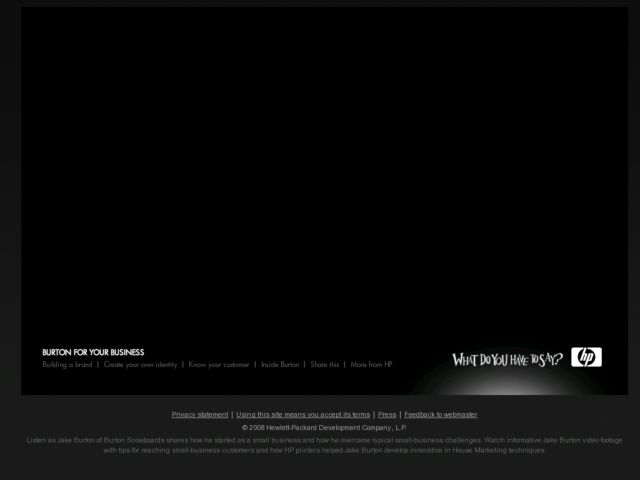 BURTON FOR YOUR BUSINESS
Building a brand | Create your own identity | Know your customer | Inside Burton | Share this | More from HP
WHAT DO YOU HAVE TO SAY? hp
Privacy statement | Using this site means you accept its terms | Press | Feedback to webmaster
© 2008 Hewlett-Packard Development Company, L.P.
Listen as Jake Burton of Burton Snowboards shares how he started as a small business and how he overcame typical small-business challenges. Watch informative Jake Burton video footage
with tips for reaching small-business customers and how HP printers helped Jake Burton develop innovative In House Marketing techniques.